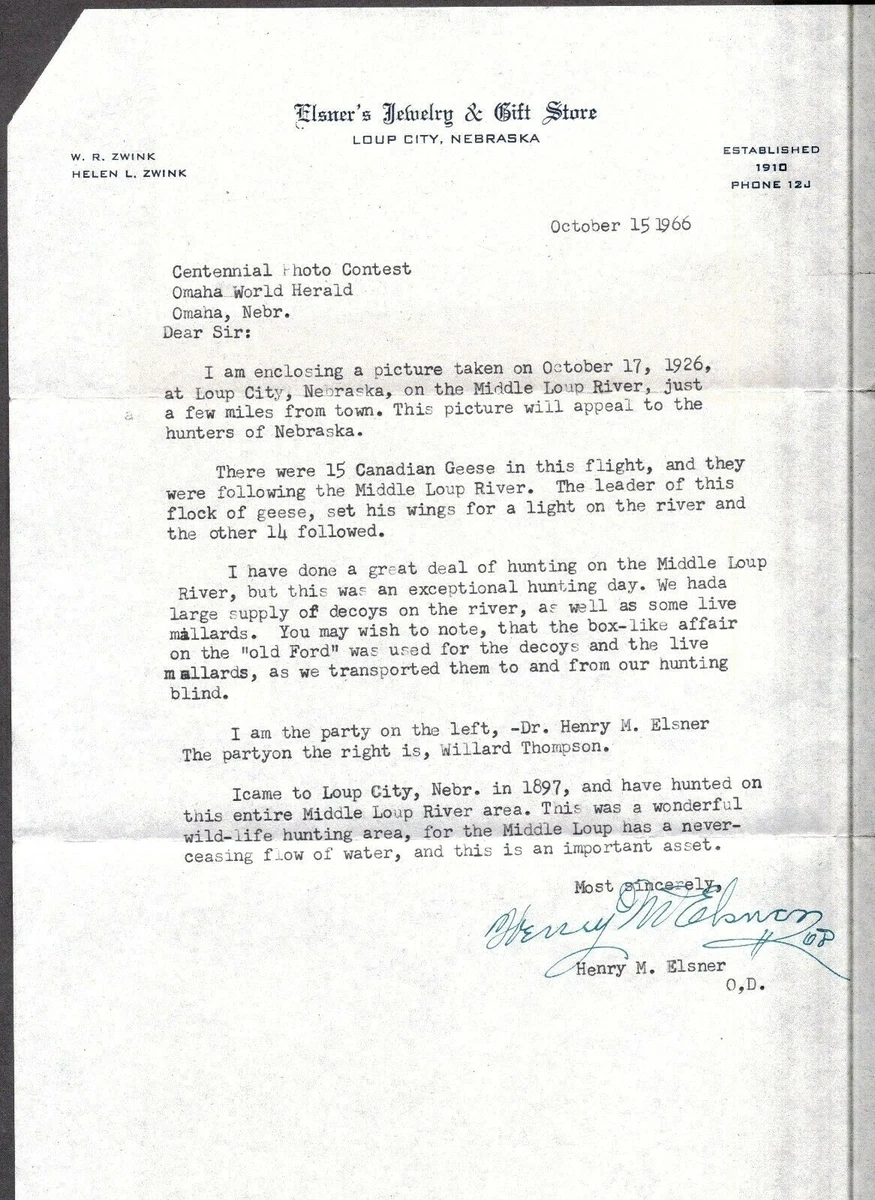 Elsner's Jewelry & Gift Store
LOUP CITY, NEBRASKA
W. R. ZWINK
HELEN L. ZWINK
ESTABLISHED
1910
PHONE 12J
October 15 1966
Centennial Photo Contest
Omaha World Herald
Omaha, Nebr.
Dear Sir:
I am enclosing a picture taken on October 17, 1926,
at Loup City, Nebraska, on the Middle Loup River, just
a few miles from town. This picture will appeal to the
hunters of Nebraska.
There were 15 Canadian Geese in this flight, and they
were following the Middle Loup River. The leader of this
flock of geese, set his wings for a light on the river and
the other 14 followed.
I have done a great deal of hunting on the Middle Loup
River, but this was an exceptional hunting day. We hada
large supply of decoys on the river, as well as some live
mallards. You may wish to note, that the box-like affair
on the "old Ford" was used for the decoys and the live
mallards, as we transported them to and from our hunting
blind.
I am the party on the left, -Dr. Henry M. Elsner
The partyon the right is, Willard Thompson.
Icame to Loup City, Nebr. in 1897, and have hunted on
this entire Middle Loup River area. This was a wonderful
wild-life hunting area, for the Middle Loup has a never-
ceasing flow of water, and this is an important asset.
Most sincerely,
Henry M Elsner
Henry M. Elsner
O,D.